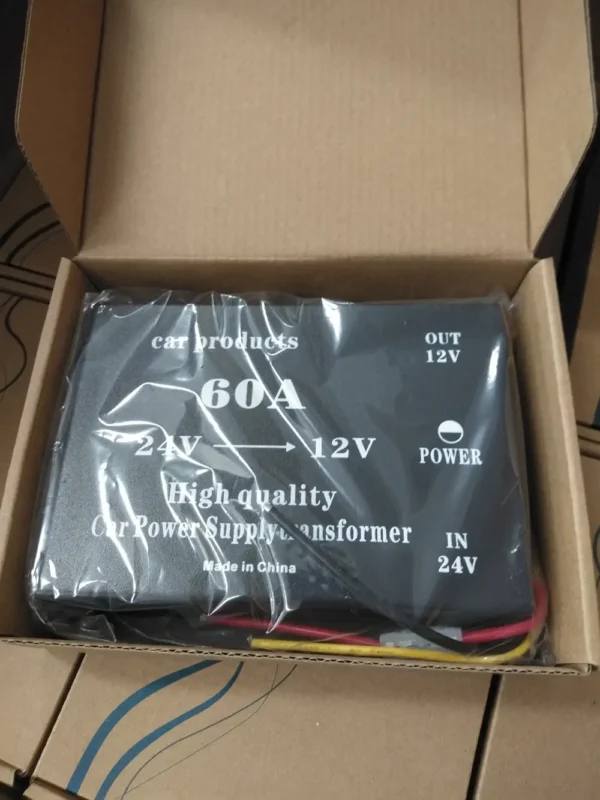 car products
OUT
12V
60A
24V → 12V
POWER
High quality
Car Power Supply transformer
IN
24V
Made in China